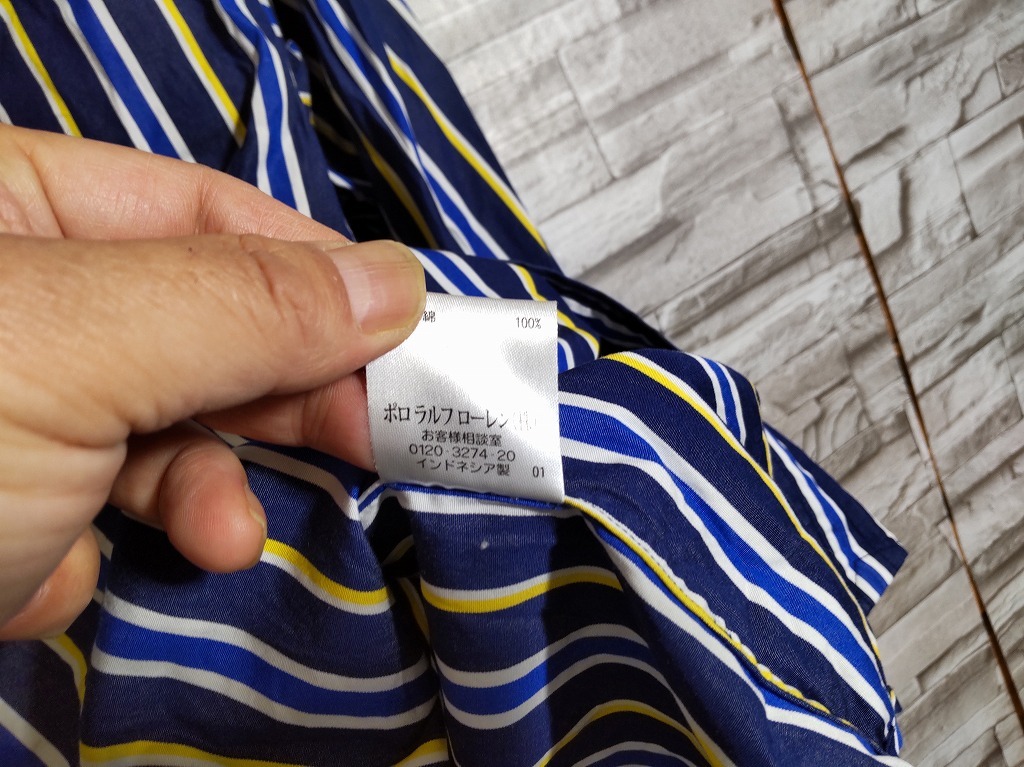 綿 100%
ポロ ラルフ ローレン(株)
お客様相談室
0120-3274-20
インドネシア製 01